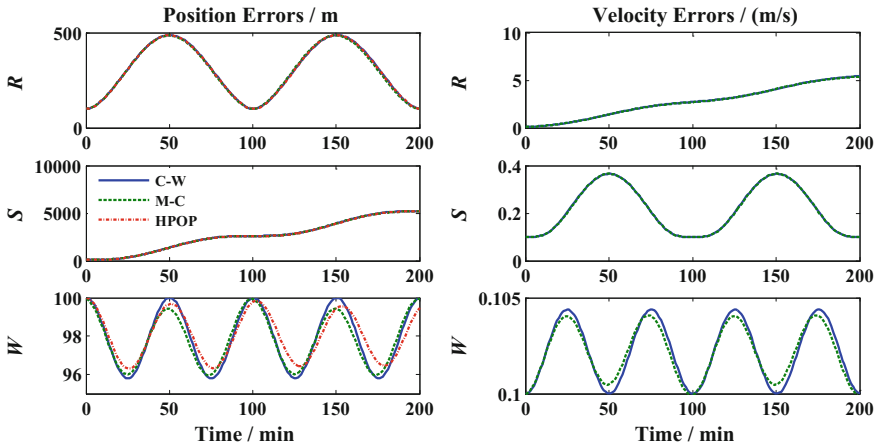 Position Errors / m
500
0
R
0 50 100 150 200
10000
5000
0
S
C-W
M-C
HPOP
0 50 100 150 200
100
98
96
W
0 50 100 150 200
Time / min
Velocity Errors / (m/s)
10
5
0
R
0 50 100 150 200
0.4
0.2
0
S
0 50 100 150 200
0.105
0.1
W
0 50 100 150 200
Time / min